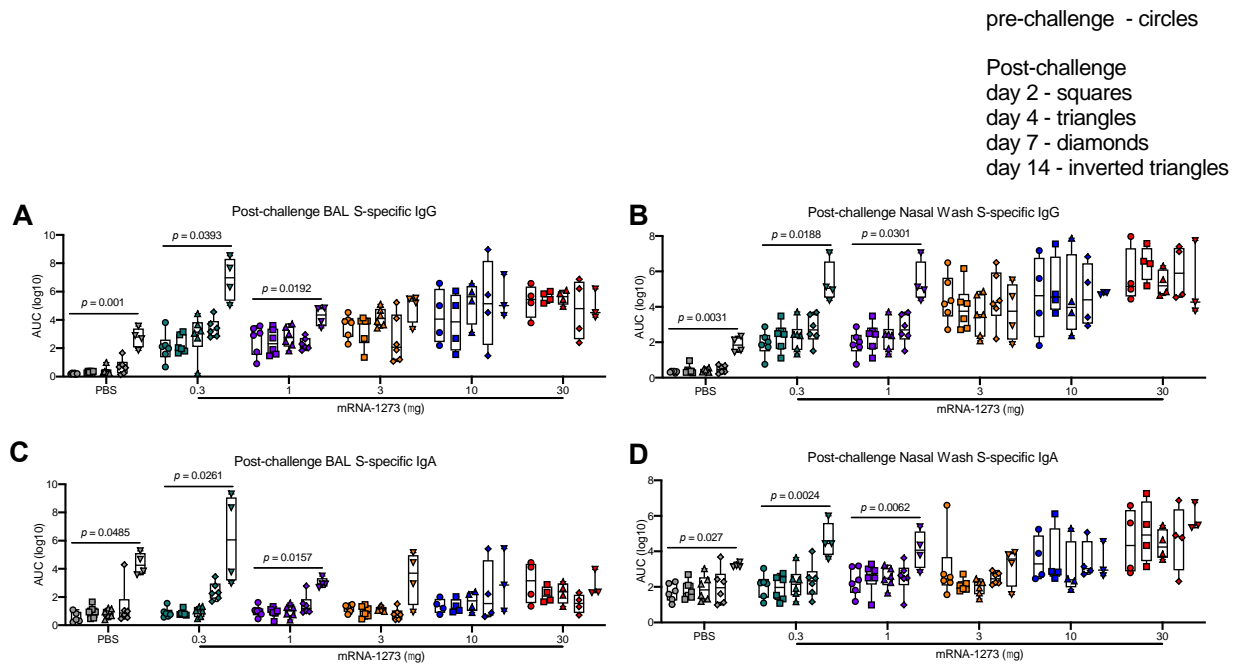 pre-challenge - circles
Post-challenge
day 2 - squares
day 4 - triangles
day 7 - diamonds
day 14 - inverted triangles
A
Post-challenge BAL S-specific IgG
AUC (log10)
10
8
6
4
2
0
p = 0.001
p = 0.0393
p = 0.0192
PBS
0.3
1
3
10
30
mRNA-1273 (µg)
B
Post-challenge Nasal Wash S-specific IgG
AUC (log10)
8
6
4
2
0
p = 0.0031
p = 0.0188
p = 0.0301
PBS
0.3
1
3
10
30
mRNA-1273 (µg)
C
Post-challenge BAL S-specific IgA
AUC (log10)
10
8
6
4
2
0
p = 0.0485
p = 0.0261
p = 0.0157
PBS
0.3
1
3
10
30
mRNA-1273 (µg)
D
Post-challenge Nasal Wash S-specific IgA
AUC (log10)
10
8
6
4
2
0
p = 0.027
p = 0.0024
p = 0.0062
PBS
0.3
1
3
10
30
mRNA-1273 (µg)